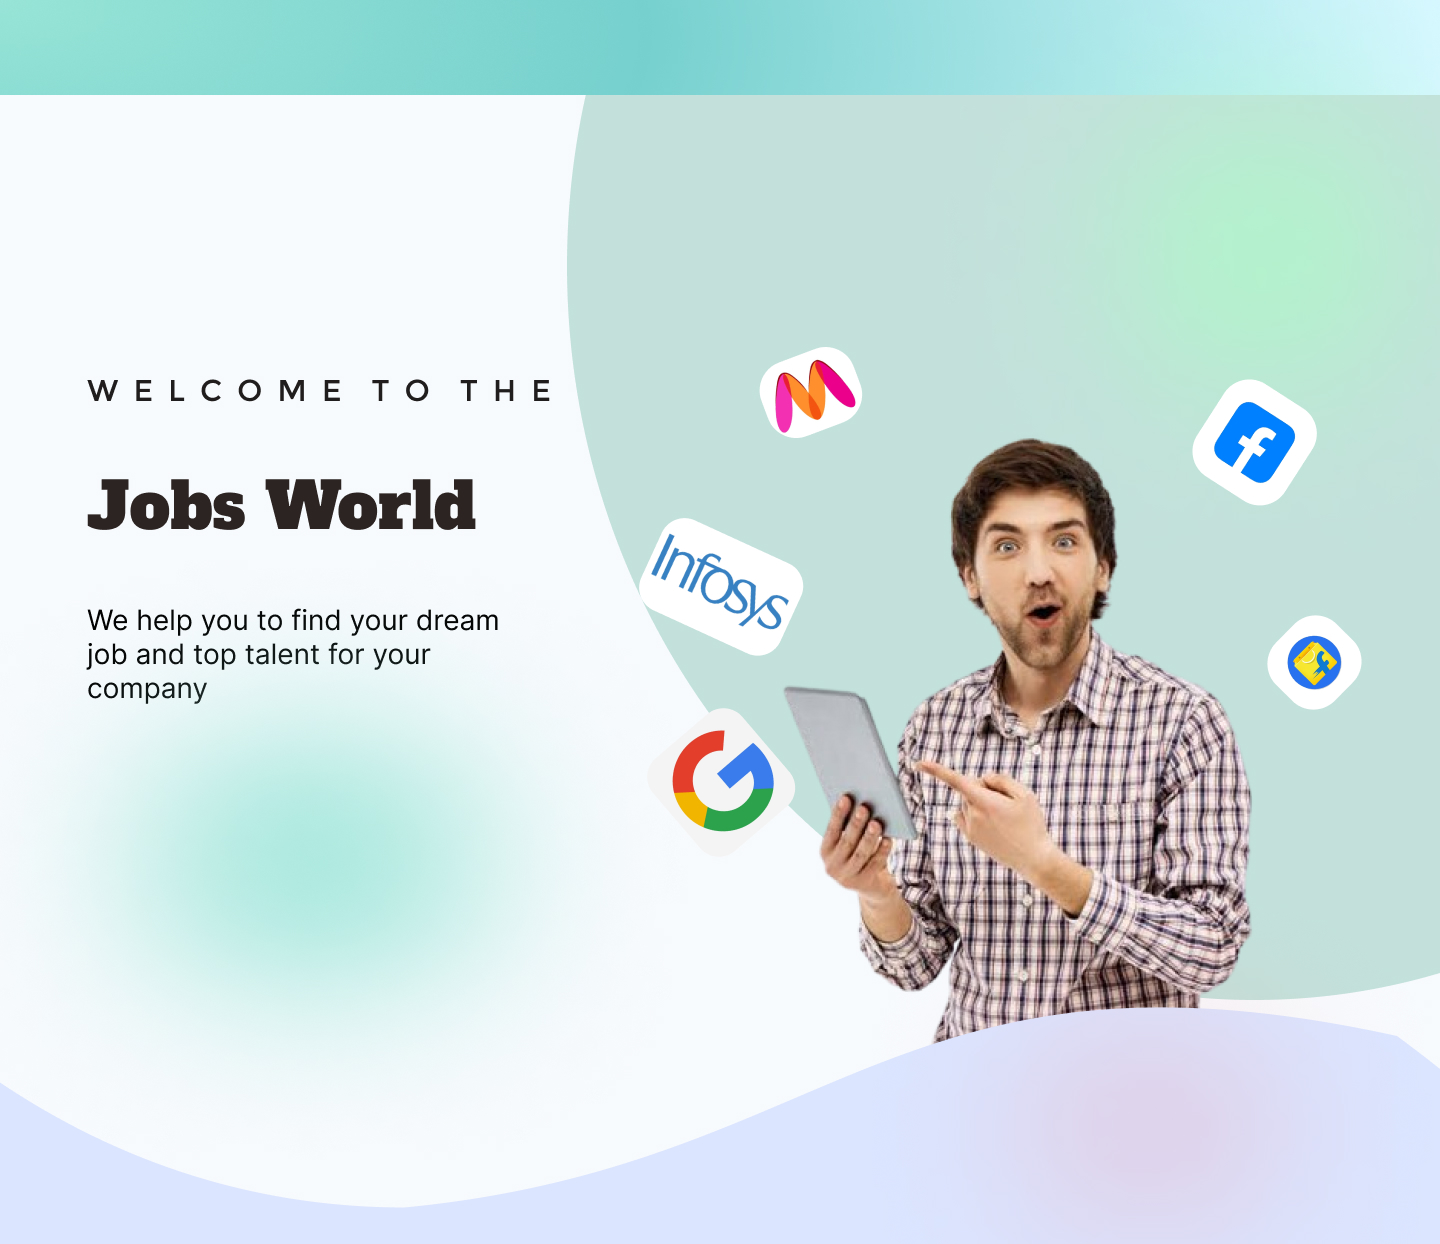 WELCOME TO THE
Jobs World
We help you to find your dream
job and top talent for your
company
Infosys